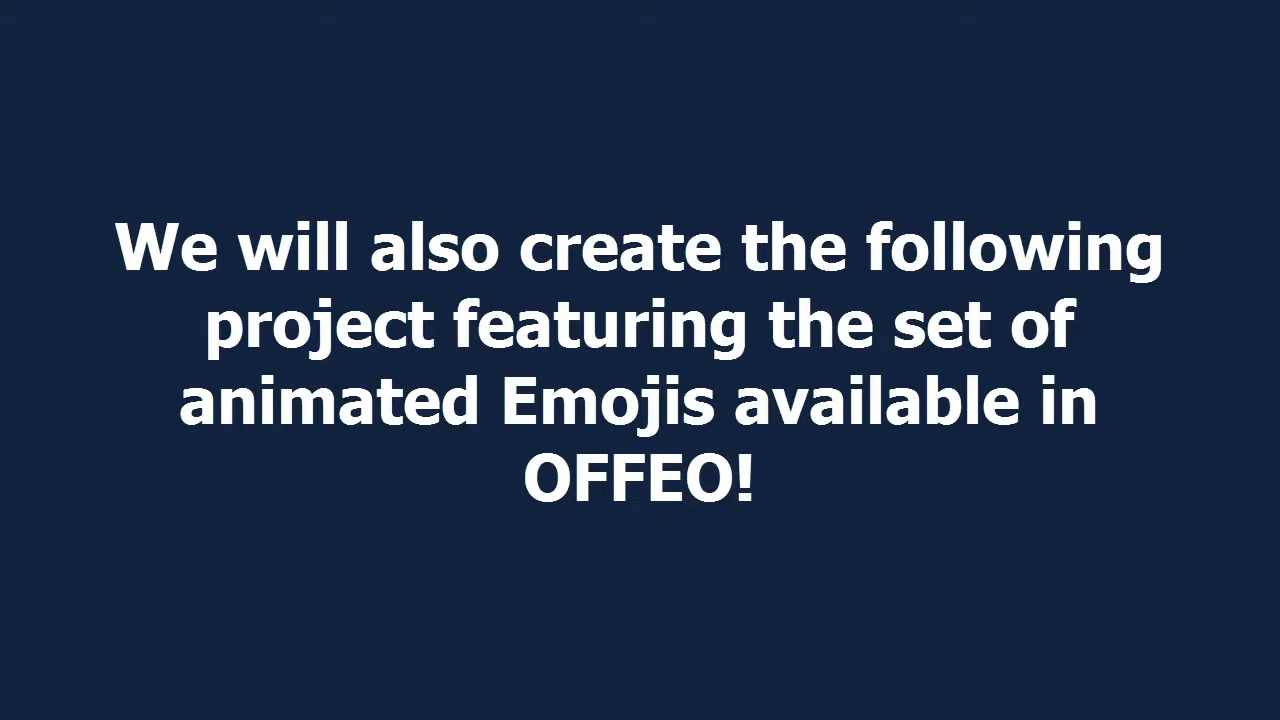 We will also create the following
project featuring the set of
animated Emojis available in
OFFEO!